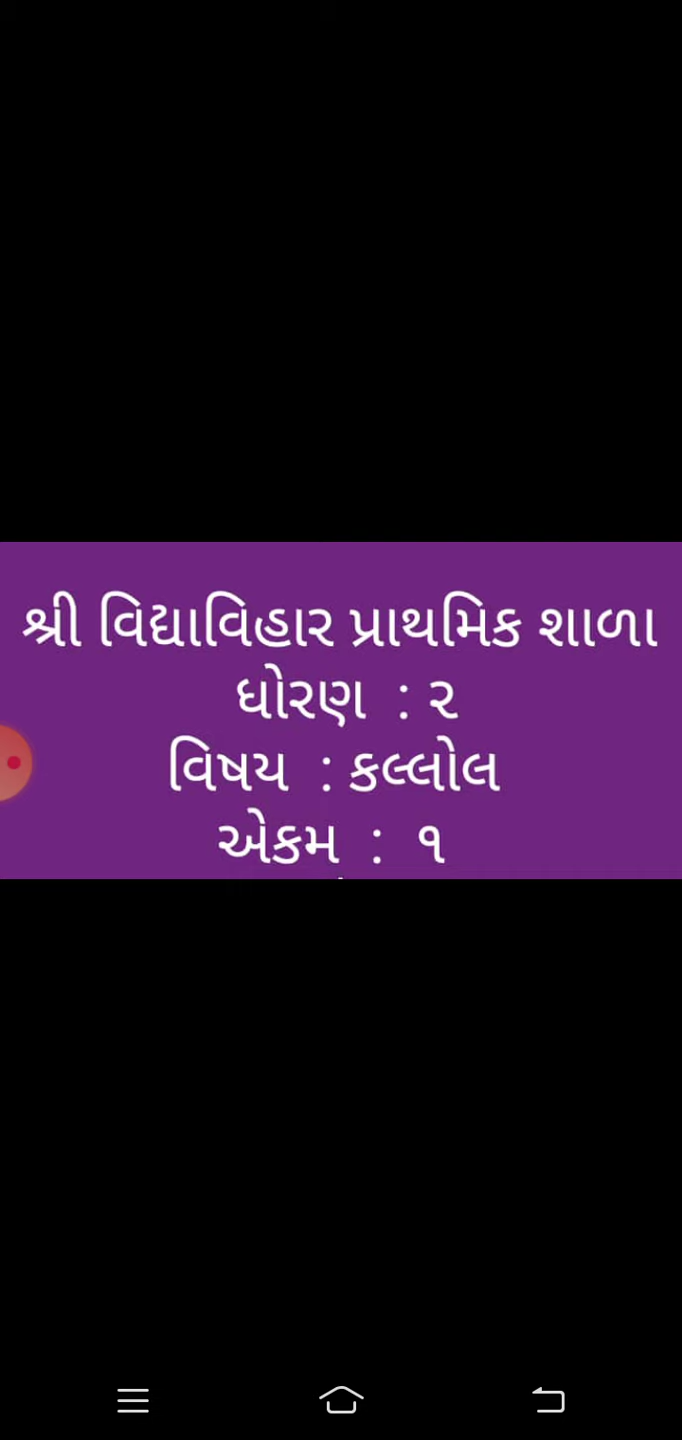 શ્રી વિદ્યાવિહાર પ્રાથમિક શાળા
ધોરણ : ૨
વિષય : કલ્લોલ
એકમ : ૧